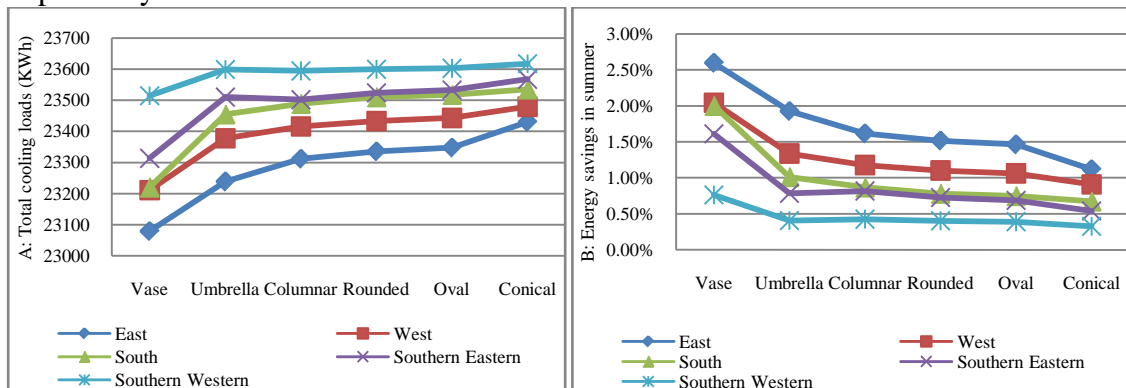 A: Total cooling loads (KWh)
23700
23600
23500
23400
23300
23200
23100
23000
Vase Umbrella Columnar Rounded Oval Conical
East West
South Southern Eastern
Southern Western
B: Energy savings in summer
3.00%
2.50%
2.00%
1.50%
1.00%
0.50%
0.00%
Vase Umbrella Columnar Rounded Oval Conical
East West
South Southern Eastern
Southern Western